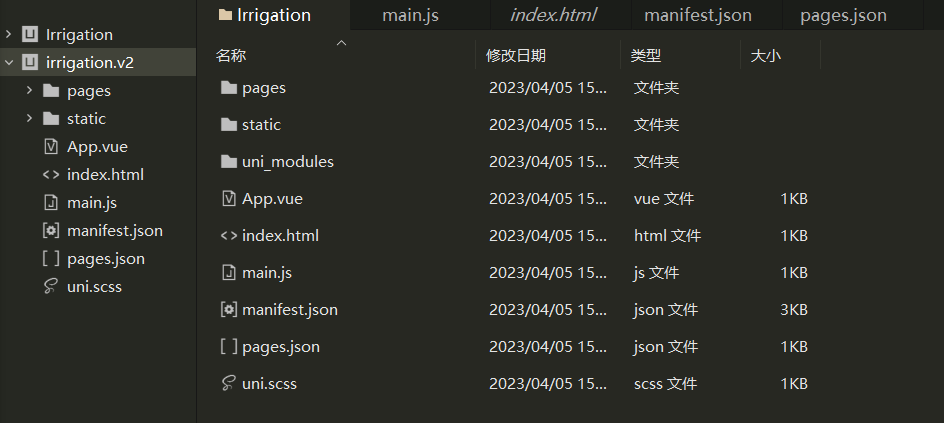 Irrigation
irrigation.v2
pages
static
App.vue
index.html
main.js
manifest.json
pages.json
uni.scss
Irrigation main.js index.html manifest.json pages.json
名称 修改日期 类型 大小
pages 2023/04/05 15... 文件夹
static 2023/04/05 15... 文件夹
uni_modules 2023/04/05 15... 文件夹
App.vue 2023/04/05 15... vue 文件 1KB
index.html 2023/04/05 15... html 文件 1KB
main.js 2023/04/05 15... js 文件 1KB
manifest.json 2023/04/05 15... json 文件 3KB
pages.json 2023/04/05 15... json 文件 1KB
uni.scss 2023/04/05 15... scss 文件 1KB